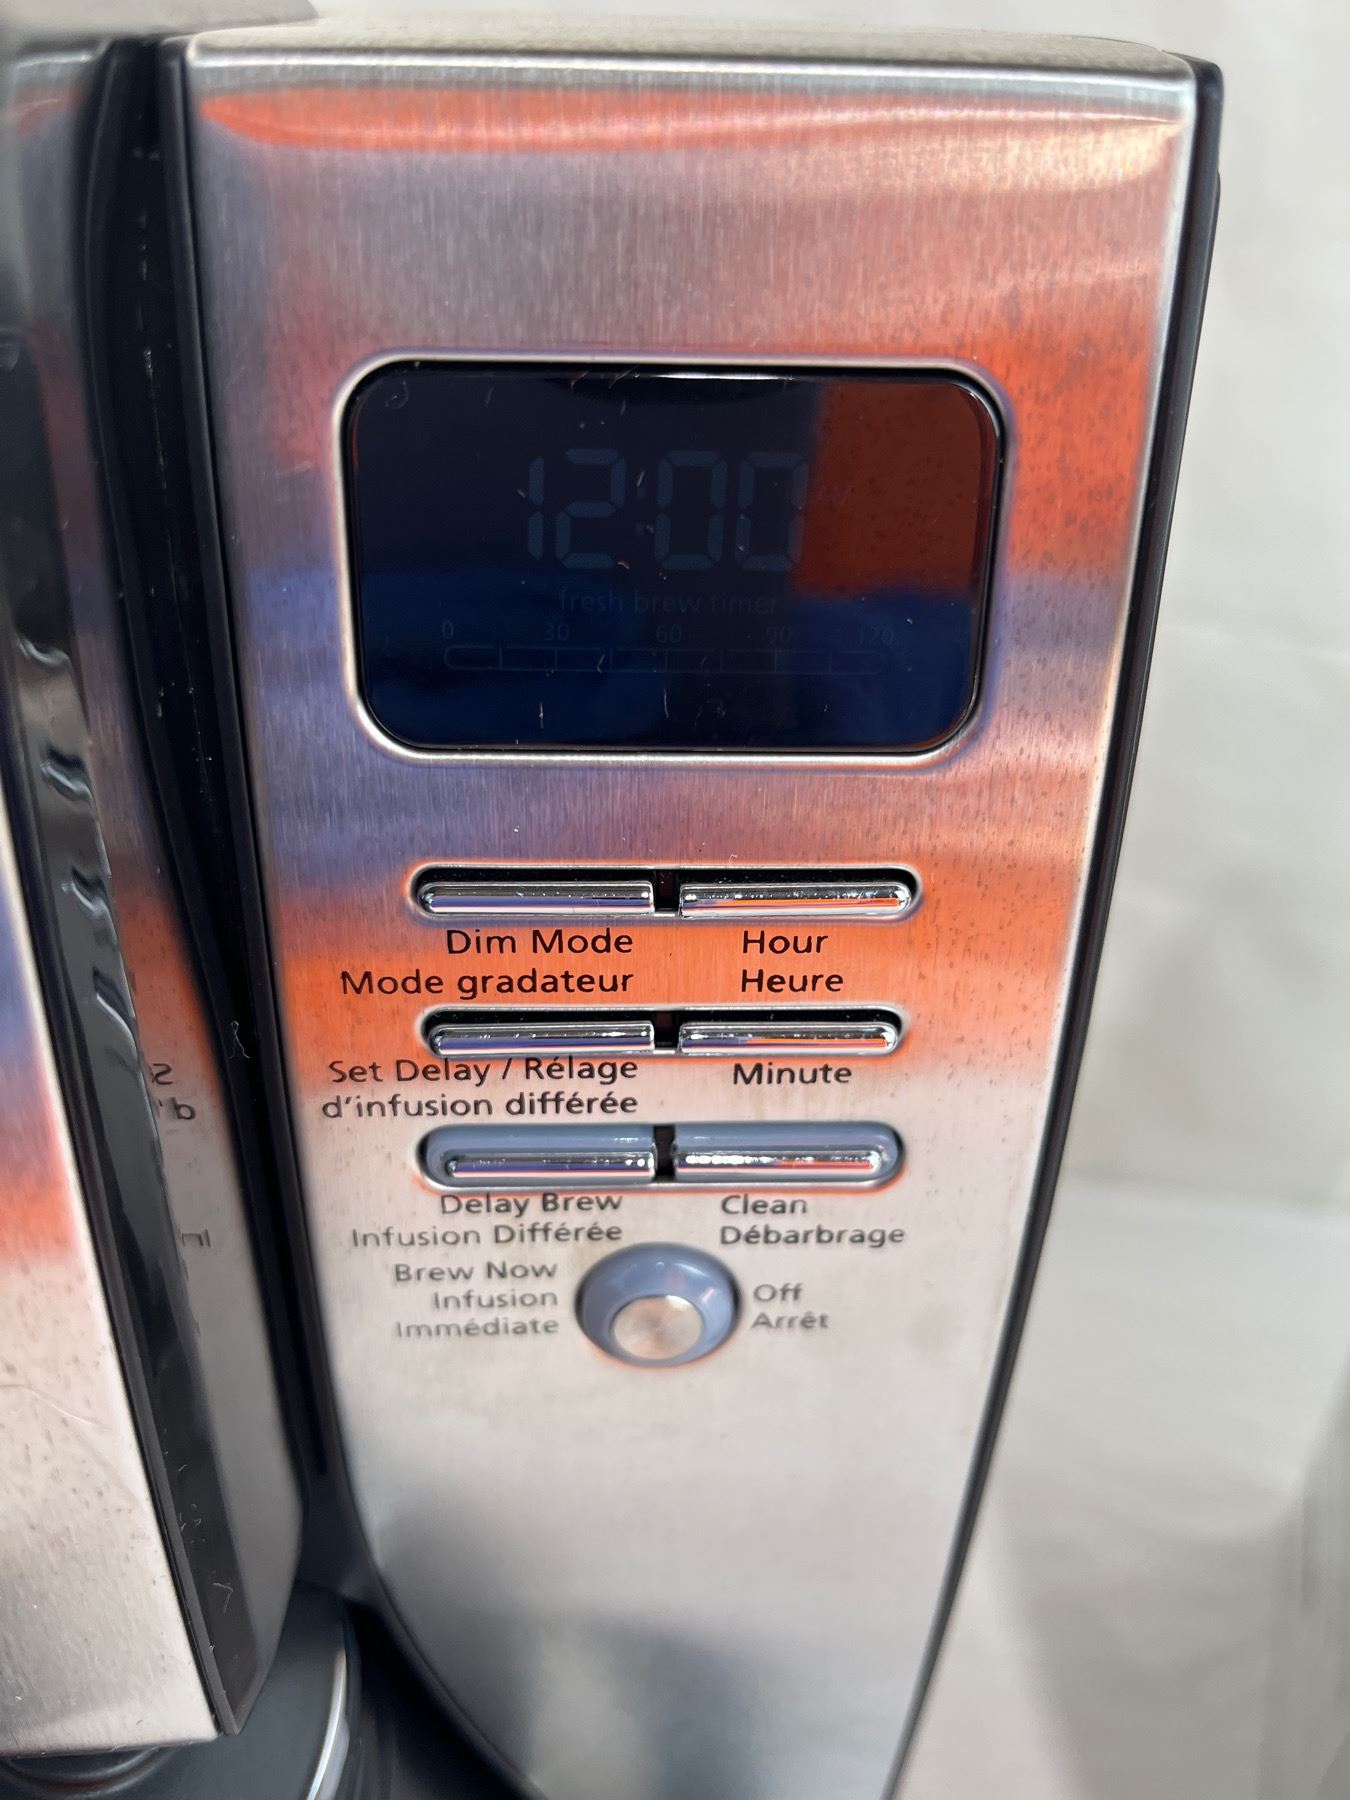 12:00 AM
fresh brew timer
0 30 60 90 120
Dim Mode
Mode gradateur
Hour
Heure
Set Delay / Rélage
d'infusion différée
Minute
Delay Brew
Infusion Différée
Clean
Débarbrage
Brew Now
Infusion
Immédiate
Off
Arrêt